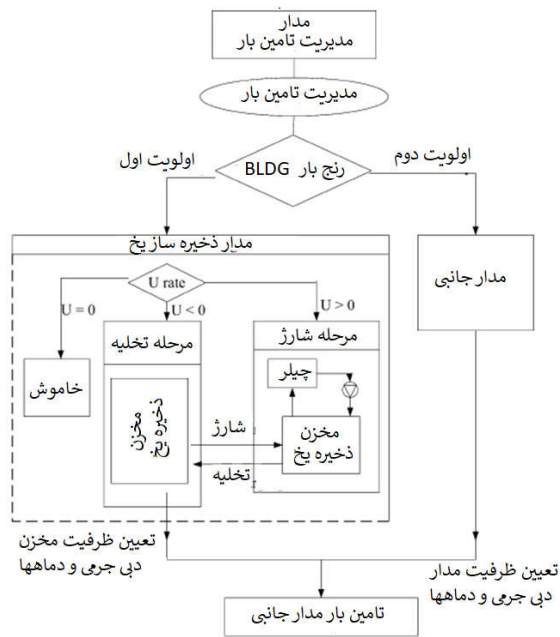 مدار
مدیریت تامین بار
مدیریت تامین بار
رنج بار BLDG
اولویت اول
اولویت دوم
مدار ذخیره ساز یخ
U rate
U = 0
U < 0
U > 0
خاموش
مرحله تخلیه
مخزن
ذخیره یخ
شارژ
تخلیه
مرحله شارژ
چیلر
مخزن
ذخیره یخ
مدار جانبی
تعیین ظرفیت مخزن
دبی جرمی و دماهها
تعیین ظرفیت مدار
دبی جرمی و دماهها
تامین بار مدار جانبی